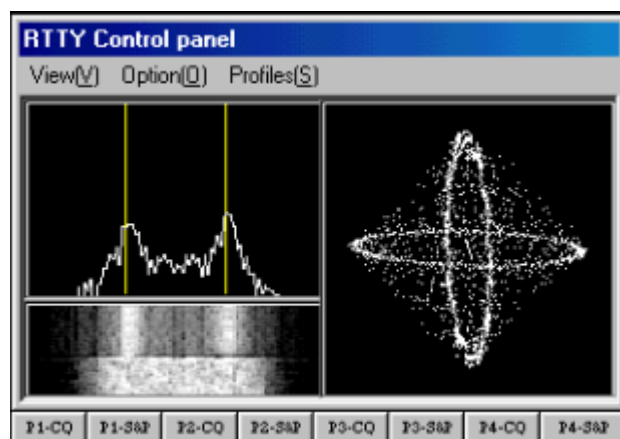 RTTY Control panel
View(V) Option(O) Profiles(S)
P1-CQ P1-S&P P2-CQ P2-S&P P3-CQ P3-S&P P4-CQ P4-S&P